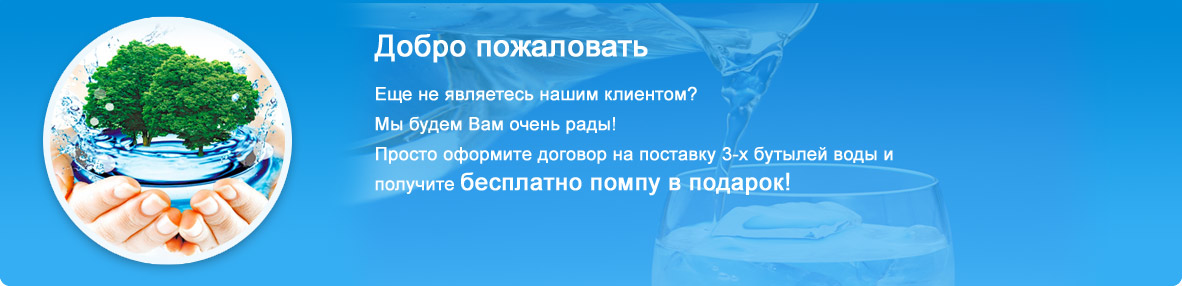 Добро пожаловать
Еще не являетесь нашим клиентом?
Мы будем Вам очень рады!
Просто оформите договор на поставку 3-х бутылей воды и
получите бесплатно помпу в подарок!